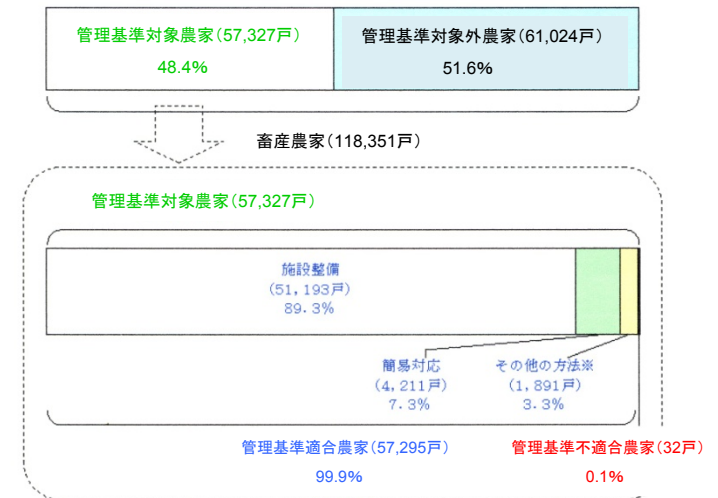 管理基準対象農家(57,327戸)
48.4%
管理基準対象外農家(61,024戸)
51.6%
畜産農家(118,351戸)
管理基準対象農家(57,327戸)
施設整備
(51,193戸)
89.3%
簡易対応
(4,211戸)
7.3%
その他の方法※
(1,891戸)
3.3%
管理基準適合農家(57,295戸)
99.9%
管理基準不適合農家(32戸)
0.1%